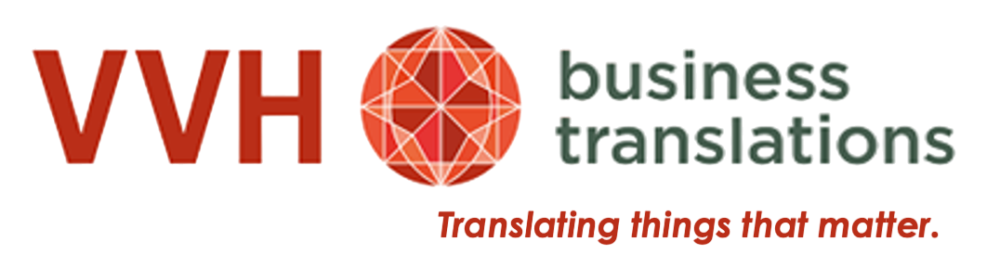 VVH business translations
Translating things that matter.